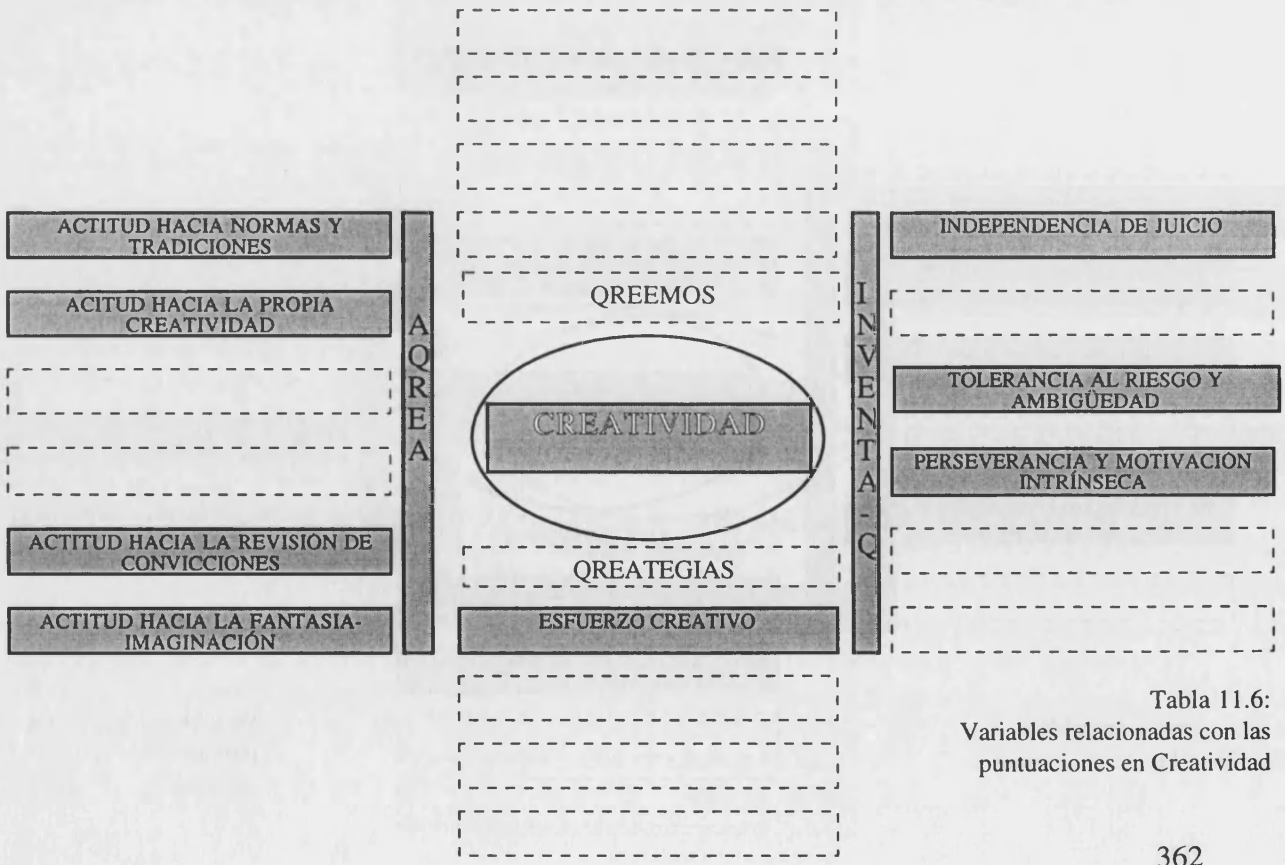 ACTITUD HACIA NORMAS Y
TRADICIONES
ACITUD HACIA LA PROPIA
CREATIVIDAD
ACTITUD HACIA LA REVISIÓN DE
CONVICCIONES
ACTITUD HACIA LA FANTASIA-
IMAGINACIÓN
AQREA
QREEMOS
CREATIVIDAD
QREATEGIAS
ESFUERZO CREATIVO
INVENTA-Q
INDEPENDENCIA DE JUICIO
TOLERANCIA AL RIESGO Y
AMBIGÜEDAD
PERSEVERANCIA Y MOTIVACIÓN
INTRÍNSECA
Tabla 11.6:
Variables relacionadas con las
puntuaciones en Creatividad
362